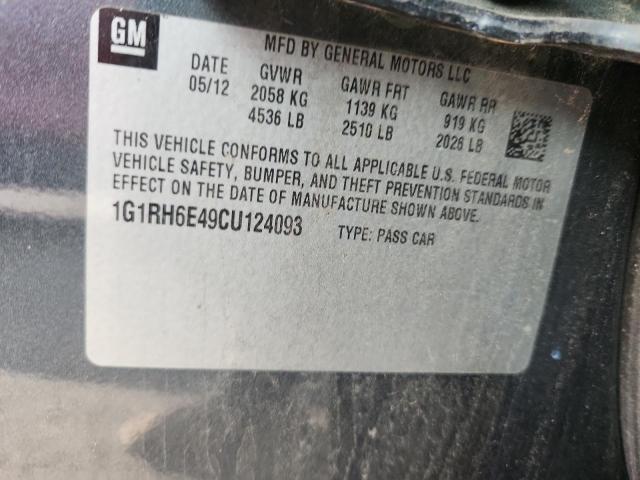 GM
MFD BY GENERAL MOTORS LLC
DATE GVWR GAWR FRT GAWR RR
05/12 2058 KG 1139 KG 919 KG
4536 LB 2510 LB 2026 LB
THIS VEHICLE CONFORMS TO ALL APPLICABLE U.S. FEDERAL MOTOR
VEHICLE SAFETY, BUMPER, AND THEFT PREVENTION STANDARDS IN
EFFECT ON THE DATE OF MANUFACTURE SHOWN ABOVE.
1G1RH6E49CU124093 TYPE: PASS CAR